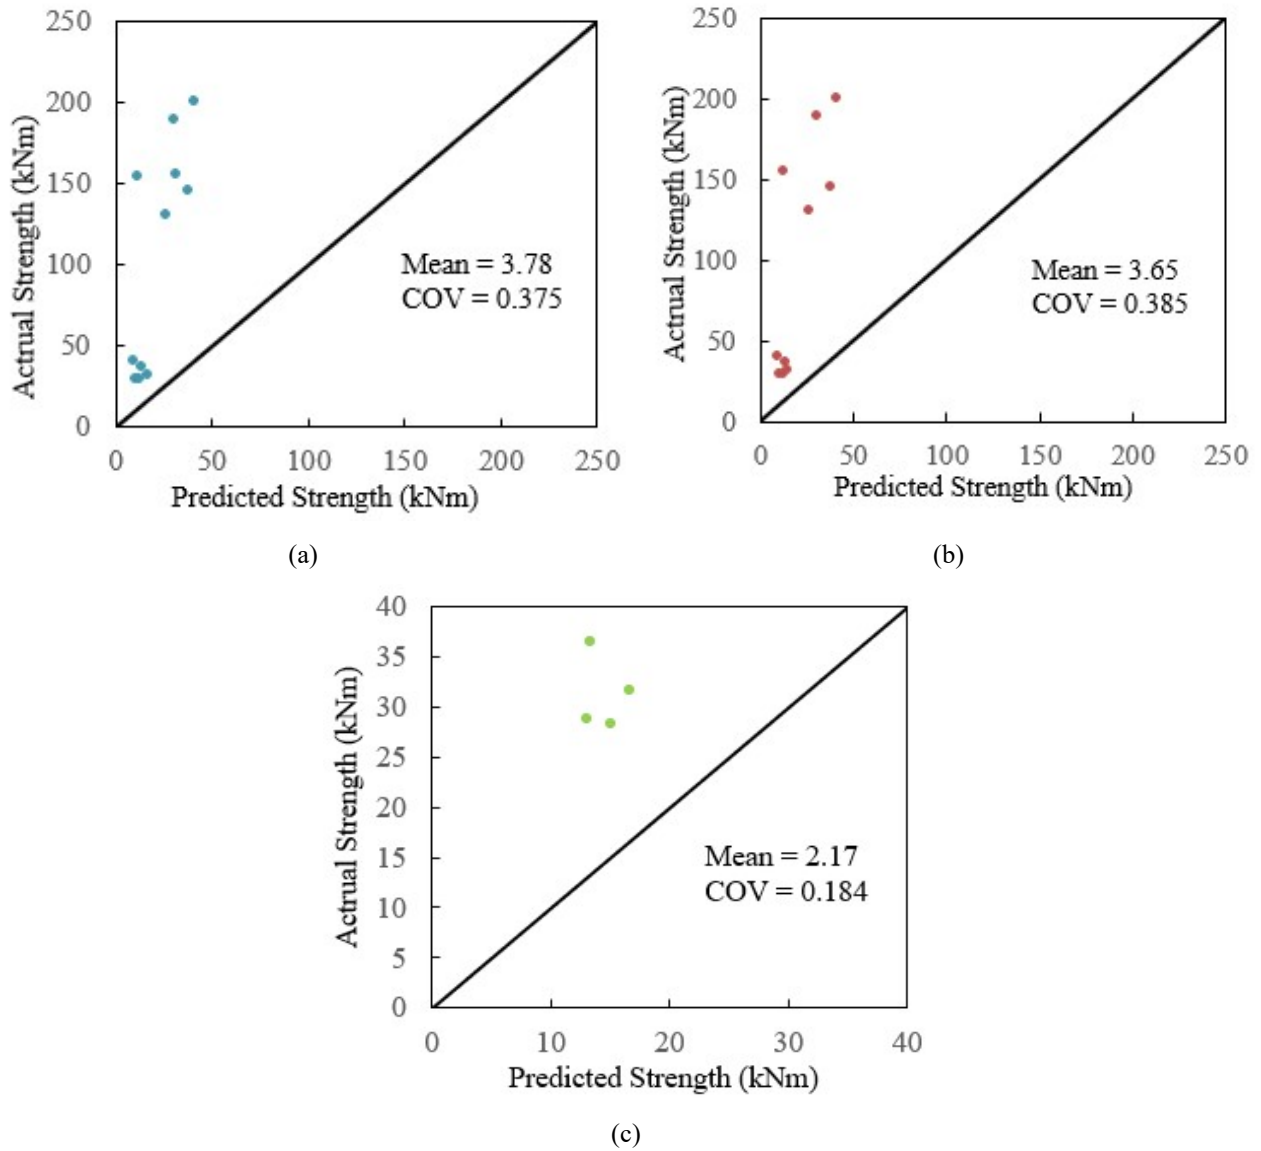 250
200
150
100
50
0
Actrual Strength (kNm)
Mean = 3.78
COV = 0.375
0 50 100 150 200 250
Predicted Strength (kNm)
(a)
250
200
150
100
50
0
Actrual Strength (kNm)
Mean = 3.65
COV = 0.385
0 50 100 150 200 250
Predicted Strength (kNm)
(b)
40
35
30
25
20
15
10
5
0
Actrual Strength (kNm)
Mean = 2.17
COV = 0.184
0 10 20 30 40
Predicted Strength (kNm)
(c)